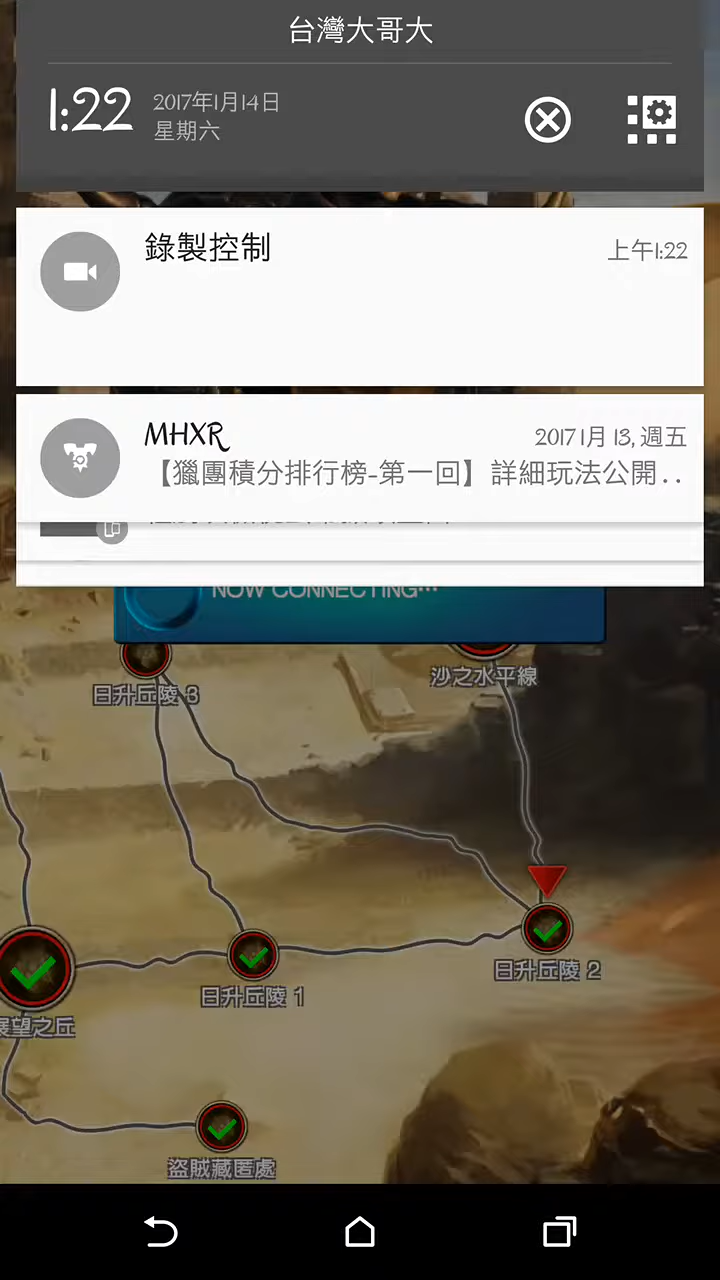 台灣大哥大
1:22
2017年1月14日
星期六
錄製控制
上午1:22
MHXR
2017 1月 13, 週五
【獵團積分排行榜-第一回】詳細玩法公開..
NOW CONNECTING…
日升丘陵 3
沙之水平線
日升丘陵 2
日升丘陵 1
展望之丘
盜賊藏匿處